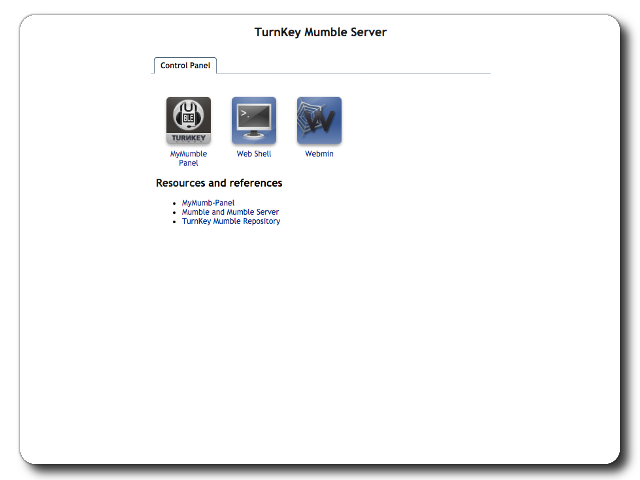 TurnKey Mumble Server
Control Panel
BLE
TURNKEY
>_
W
MyMumble
Panel
Web Shell
Webmin
Resources and references
MyMumb-Panel
Mumble and Mumble Server
TurnKey Mumble Repository